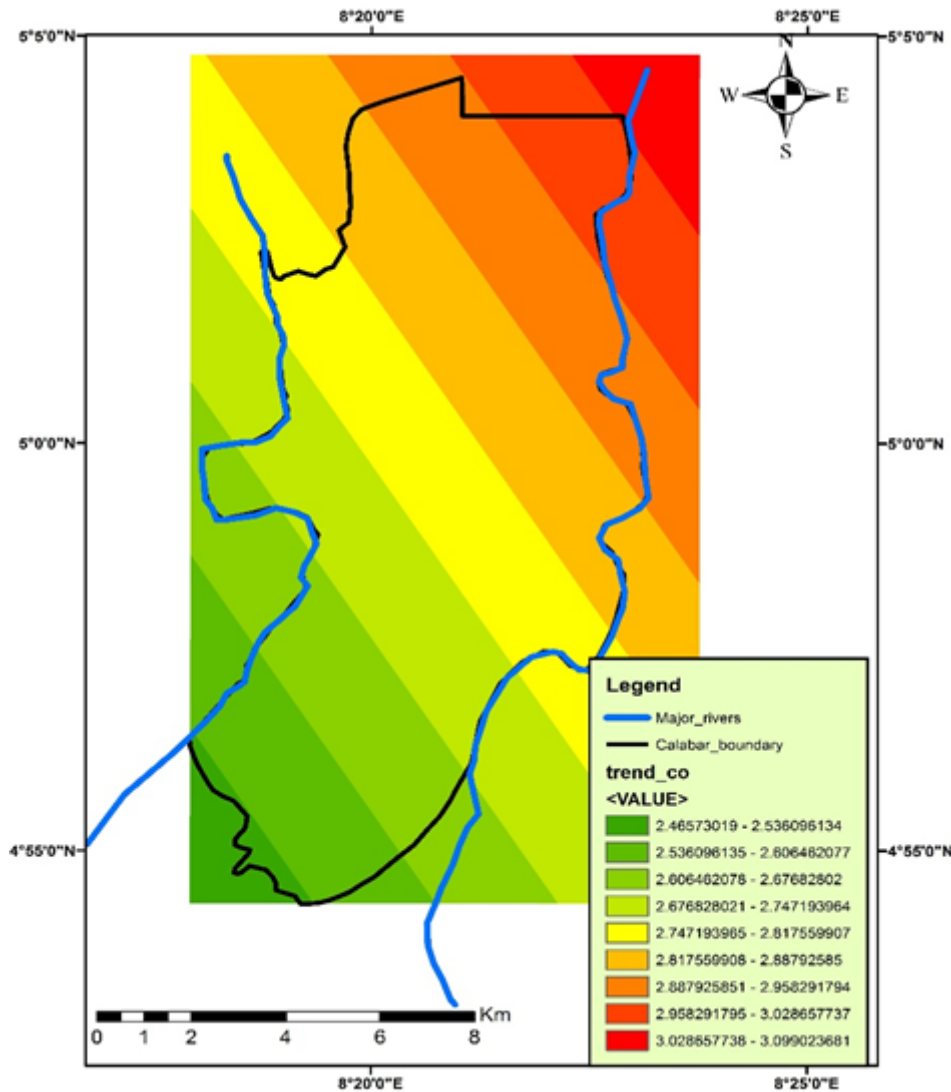 8°20'0"E 8°25'0"E
5°5'0"N 5°5'0"N
N
W E
S
5°0'0"N 5°0'0"N
Legend
Major_rivers
Calabar_boundary
trend_co
<VALUE>
2.46573019 - 2.536096134
2.536096135 - 2.606462077
2.606462078 - 2.67682802
2.676828021 - 2.747193964
2.747193965 - 2.817559907
2.817559908 - 2.88792585
2.887925851 - 2.958291794
2.958291795 - 3.028657737
3.028657738 - 3.099023681
4°55'0"N 4°55'0"N
Km
0 1 2 4 6 8
8°20'0"E 8°25'0"E